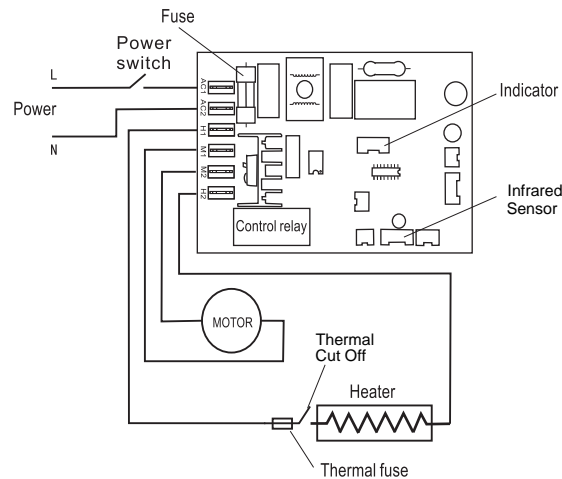 Fuse
Power
switch
L
Power
N
AC1
AC2
H1
M1
M2
H2
Indicator
Infrared
Sensor
Control relay
MOTOR
Thermal
Cut Off
Heater
Thermal fuse